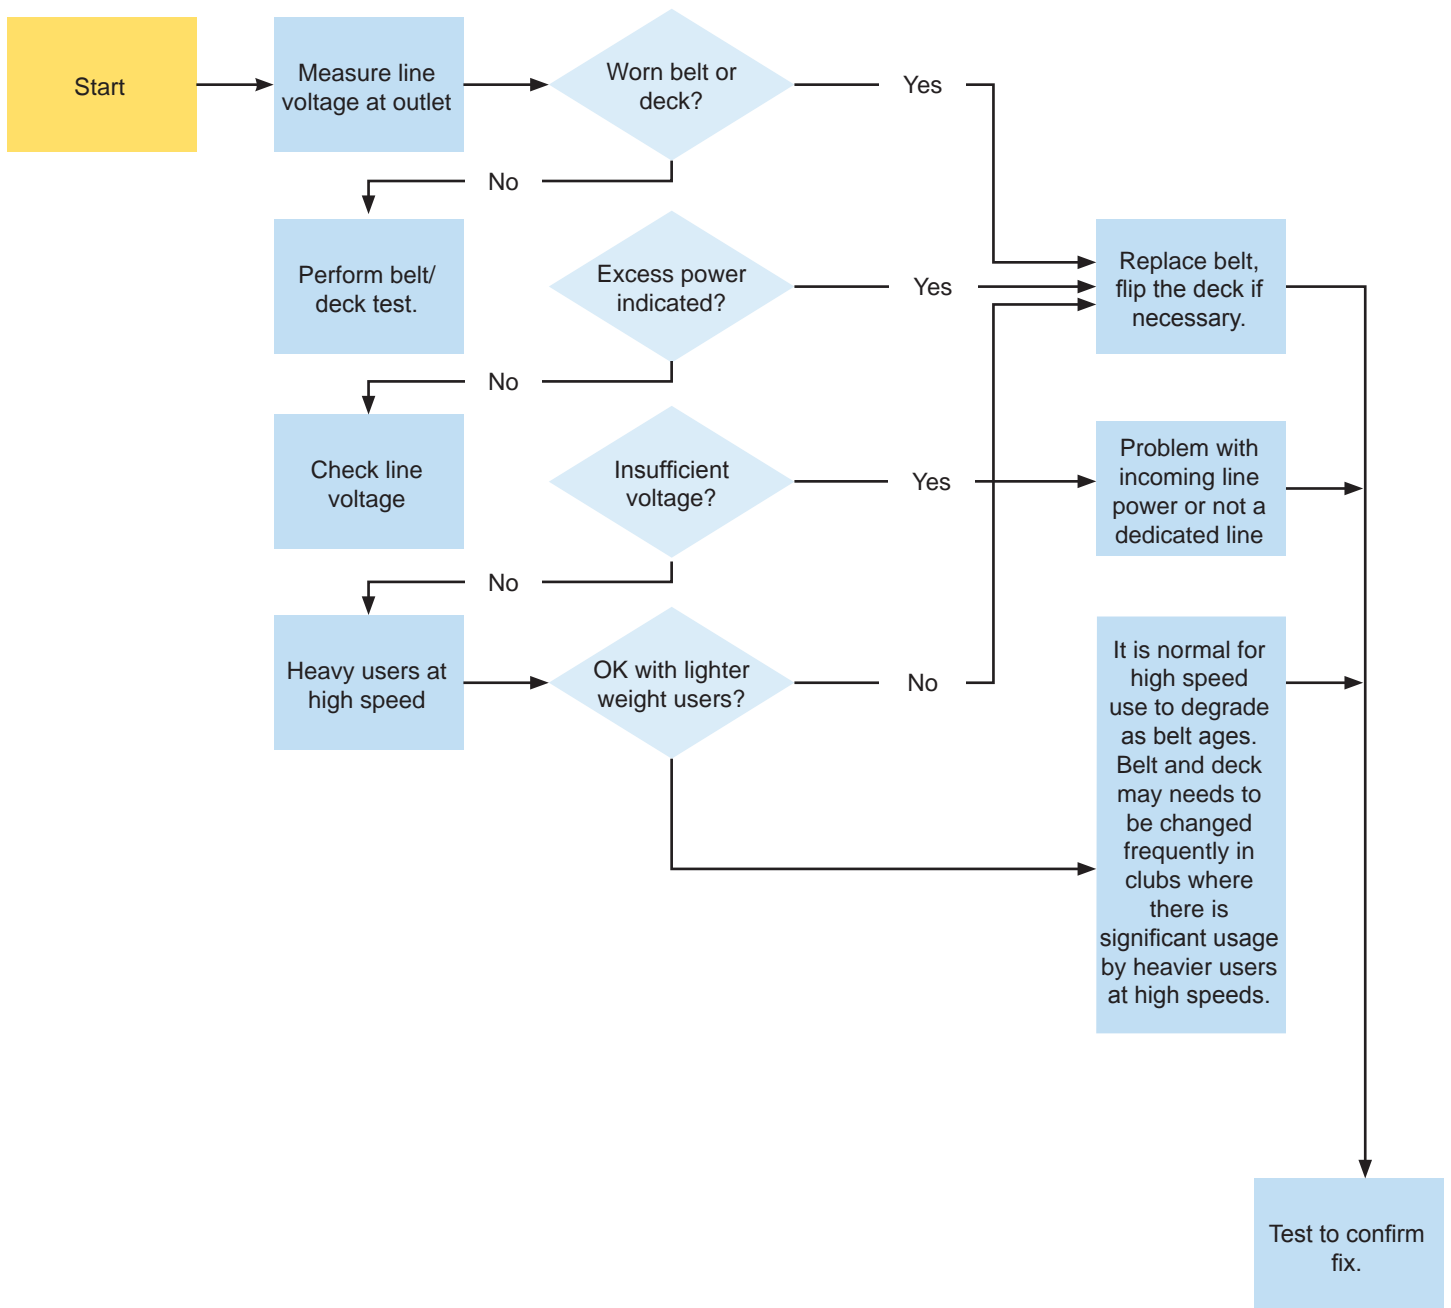 Start
Measure line
voltage at outlet
Worn belt or
deck?
Yes
No
Perform belt/
deck test.
Excess power
indicated?
Yes
Replace belt,
flip the deck if
necessary.
No
Check line
voltage
Insufficient
voltage?
Yes
Problem with
incoming line
power or not a
dedicated line
No
Heavy users at
high speed
OK with lighter
weight users?
No
It is normal for
high speed
use to degrade
as belt ages.
Belt and deck
may needs to
be changed
frequently in
clubs where
there is
significant usage
by heavier users
at high speeds.
Test to confirm
fix.